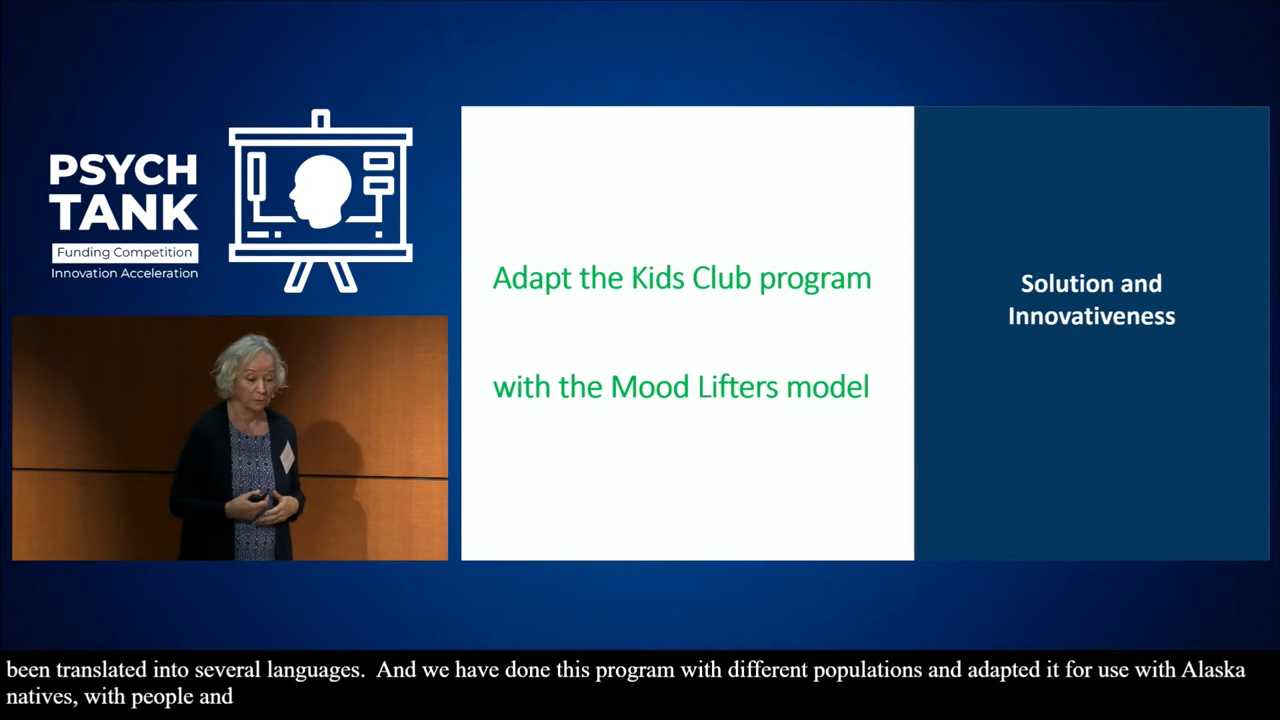 PSYCH
TANK
Funding Competition
Innovation Acceleration
Adapt the Kids Club program
with the Mood Lifters model
Solution and
Innovativeness
been translated into several languages.  And we have done this program with different populations and adapted it for use with Alaska
natives, with people and